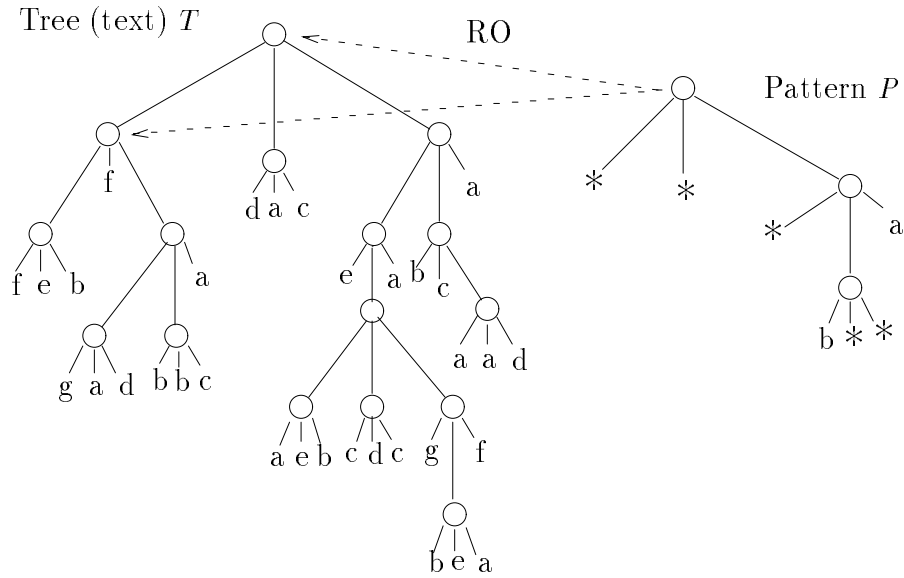 Tree (text) T
RO
Pattern P
f
a
d a c
*
*
*
a
f e b
a
e a
b
c
b * *
g a d
b b c
a a d
a e b
c d c
g f
b e a